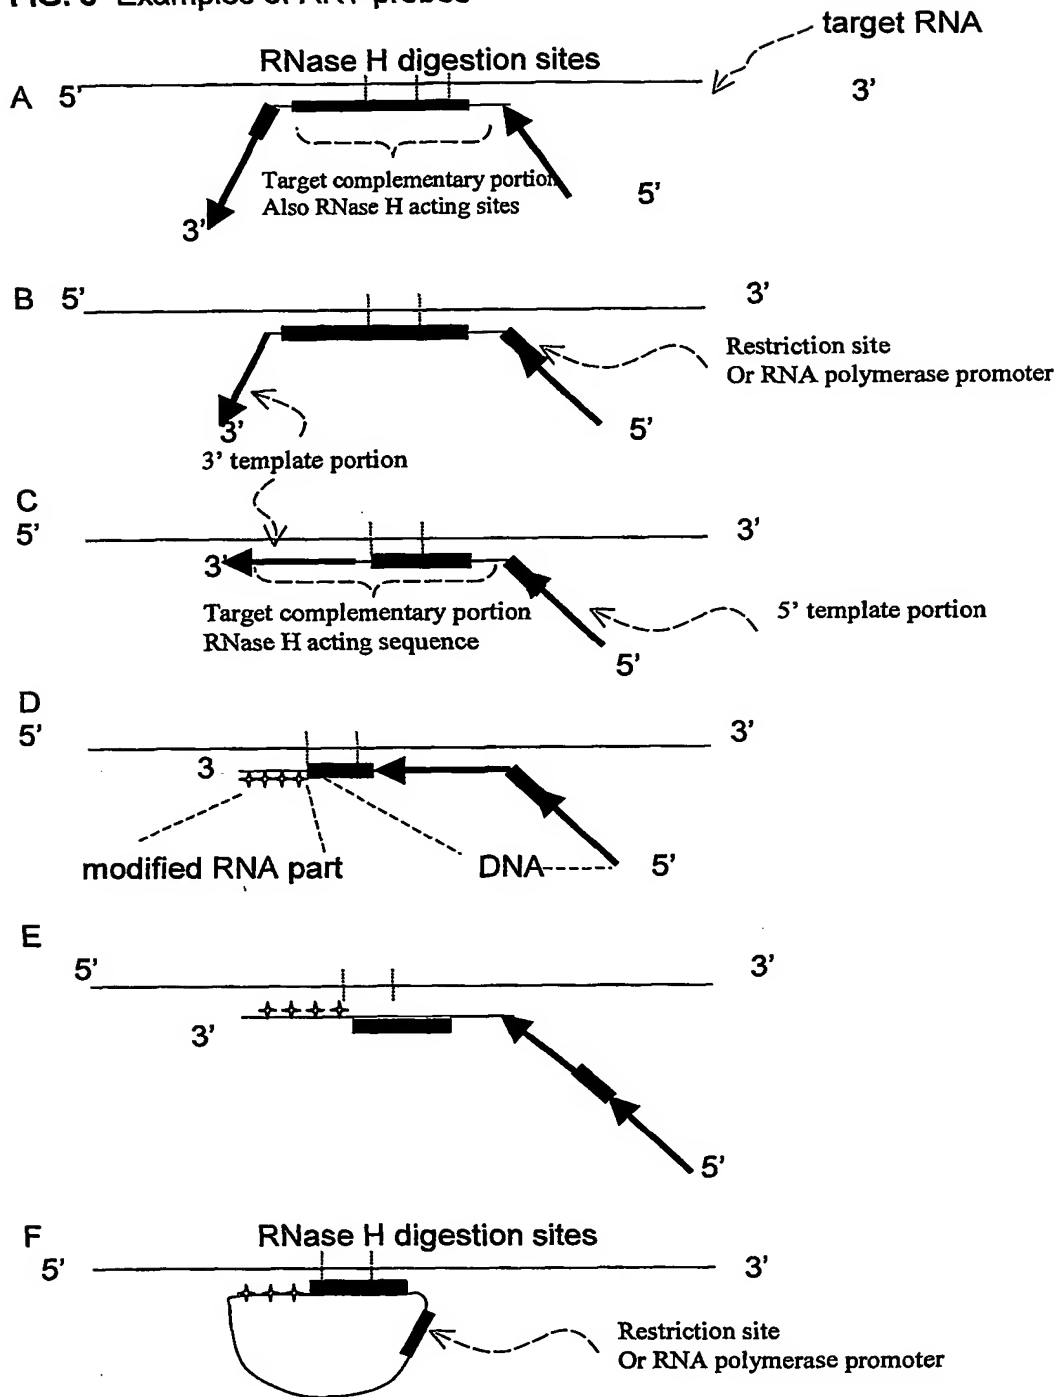 FIG. 3 Examples of ART probes
target RNA
RNase H digestion sites
A 5' 3'
Target complementary portion
Also RNase H acting sites
5'
3'
B 5' 3'
Restriction site
Or RNA polymerase promoter
5'
3'
3' template portion
C
5' 3'
3'
Target complementary portion
RNase H acting sequence
5' template portion
5'
D
5' 3'
3
modified RNA part DNA 5'
E
5' 3'
3'
5'
F RNase H digestion sites
5' 3'
Restriction site
Or RNA polymerase promoter